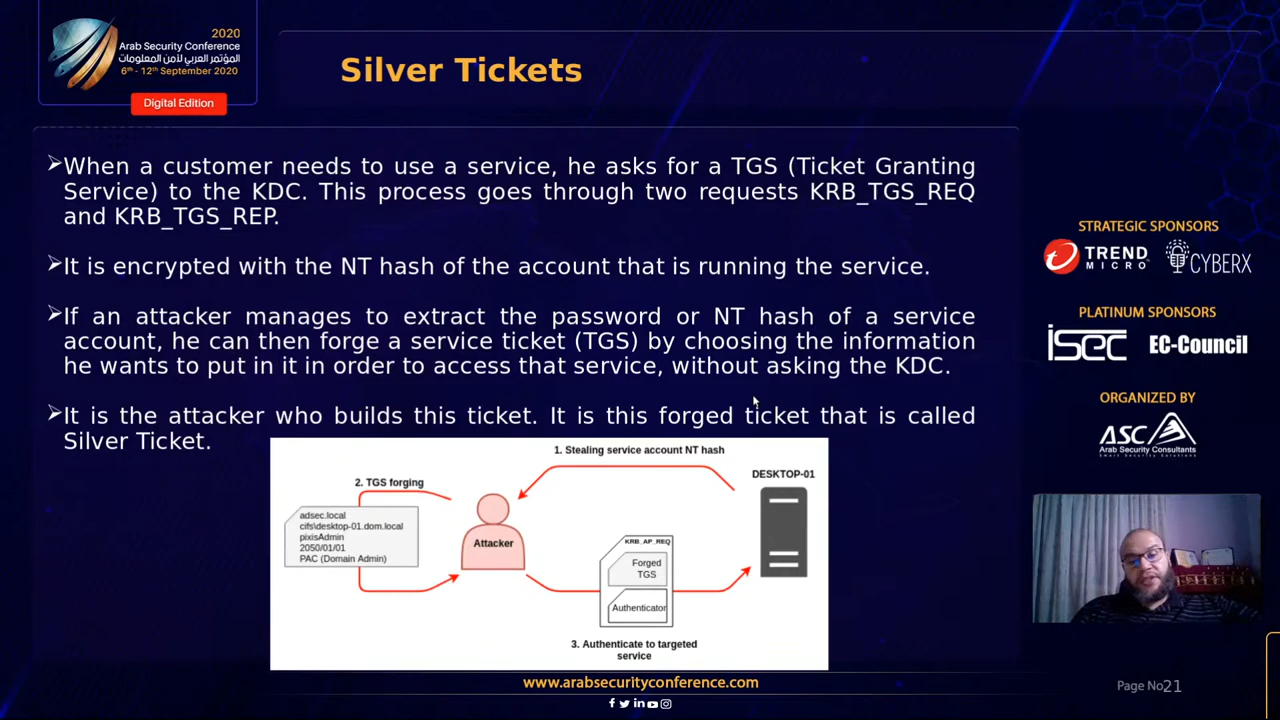 2020
Arab Security Conference
المؤتمر العربي لأمن المعلومات
6th - 12th September 2020
Digital Edition
Silver Tickets
When a customer needs to use a service, he asks for a TGS (Ticket Granting
Service) to the KDC. This process goes through two requests KRB_TGS_REQ
and KRB_TGS_REP.
It is encrypted with the NT hash of the account that is running the service.
If an attacker manages to extract the password or NT hash of a service
account, he can then forge a service ticket (TGS) by choosing the information
he wants to put in it in order to access that service, without asking the KDC.
It is the attacker who builds this ticket. It is this forged ticket that is called
Silver Ticket.
1. Stealing service account NT hash
DESKTOP-01
2. TGS forging
adsec.local
cifs\desktop-01.dom.local
pixisAdmin
2050/01/01
PAC (Domain Admin)
Attacker
KRB_AP_REQ
Forged
TGS
Authenticator
3. Authenticate to targeted
service
STRATEGIC SPONSORS
TREND
MICRO
CYBERX
PLATINUM SPONSORS
isec
EC-Council
ORGANIZED BY
ASC
Arab Security Consultants
Smart Security Solutions
www.arabsecurityconference.com
Page No21